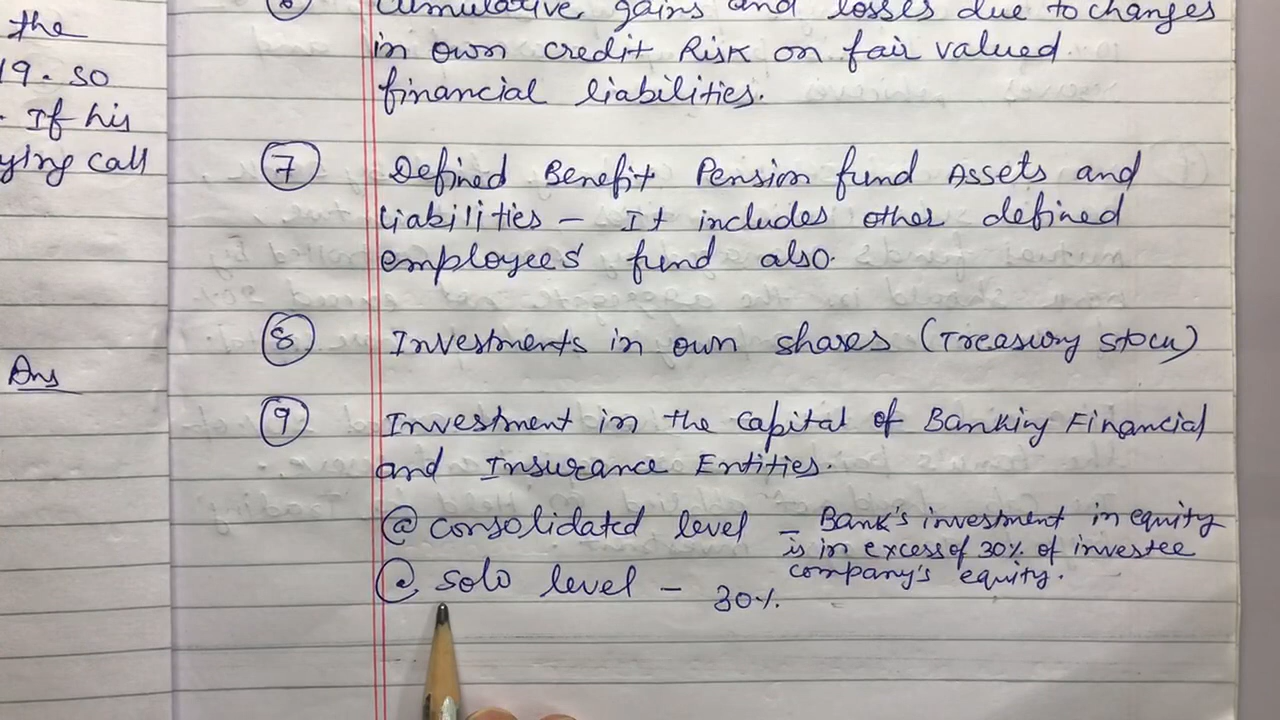 the
19. so
. If his
ying call
Ans
6 Cumulative gains and losses due to changes
in own credit Risk on fair valued
financial liabilities.
7 Defined Benefit Pension fund Assets and
liabilities – It includes other defined
employees' fund also.
8 Investments in own shares (Treasury stock)
9 Investment in the Capital of Banking Financial
and Insurance Entities.
@ consolidated level – Bank's investment in equity
is in excess of 30% of investee
company's equity.
@ solo level – 30%.